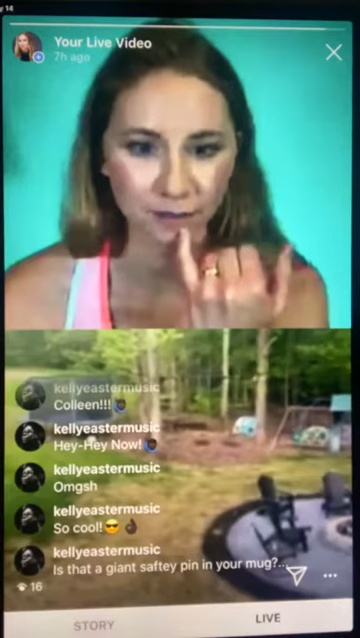 y 14
Your Live Video
7h ago
kellyeastermusic
Colleen!!!
kellyeastermusic
Hey-Hey Now!
kellyeastermusic
Omgsh
kellyeastermusic
So cool!😎👌🏿
kellyeastermusic
Is that a giant saftey pin in your mug?...
16
STORY
LIVE